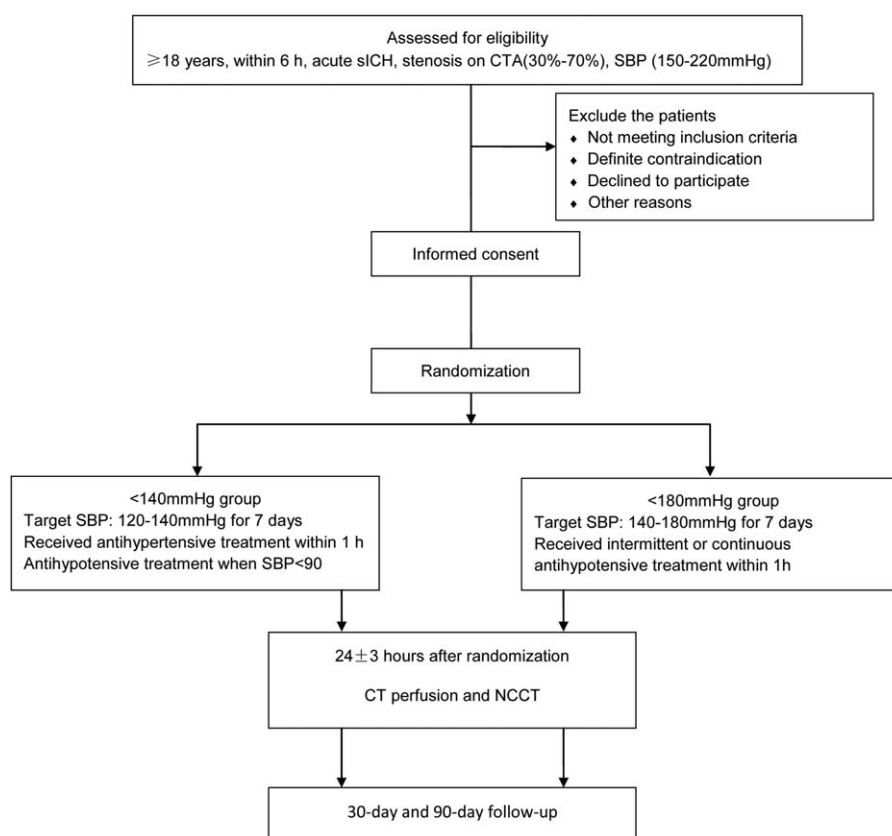 Assessed for eligibility
≥18 years, within 6 h, acute sICH, stenosis on CTA(30%-70%), SBP (150-220mmHg)
Exclude the patients
♦ Not meeting inclusion criteria
♦ Definite contraindication
♦ Declined to participate
♦ Other reasons
Informed consent
Randomization
<140mmHg group
Target SBP: 120-140mmHg for 7 days
Received antihypertensive treatment within 1 h
Antihypotensive treatment when SBP<90
<180mmHg group
Target SBP: 140-180mmHg for 7 days
Received intermittent or continuous
antihypotensive treatment within 1h
24±3 hours after randomization
CT perfusion and NCCT
30-day and 90-day follow-up